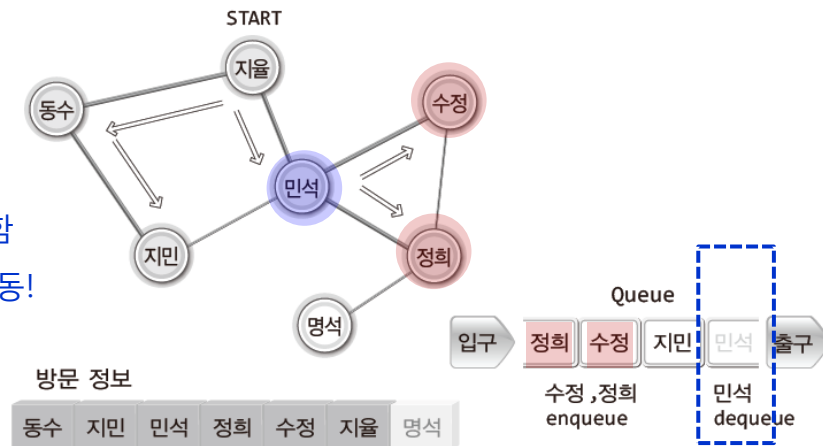 START
지율
동수
수정
민석
함
지민
정희
동!
명석
Queue
입구
정희
수정
지민
민석
출구
수정,정희
enqueue
민석
dequeue
방문 정보
동수 지민 민석 정희 수정 지율 명석